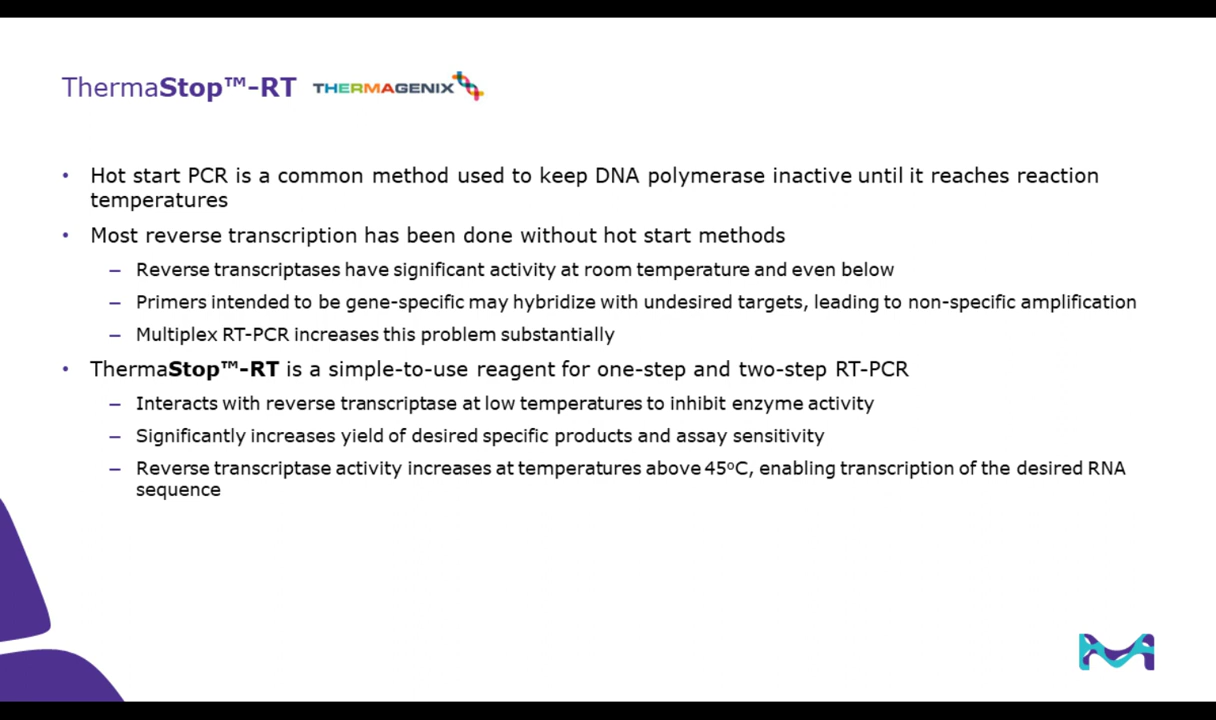 ThermaStop™-RT THERMAGENIX
• Hot start PCR is a common method used to keep DNA polymerase inactive until it reaches reaction
temperatures
• Most reverse transcription has been done without hot start methods
– Reverse transcriptases have significant activity at room temperature and even below
– Primers intended to be gene-specific may hybridize with undesired targets, leading to non-specific amplification
– Multiplex RT-PCR increases this problem substantially
• ThermaStop™-RT is a simple-to-use reagent for one-step and two-step RT-PCR
– Interacts with reverse transcriptase at low temperatures to inhibit enzyme activity
– Significantly increases yield of desired specific products and assay sensitivity
– Reverse transcriptase activity increases at temperatures above 45ºC, enabling transcription of the desired RNA
sequence